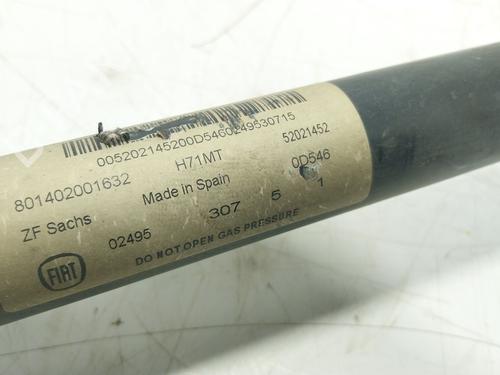 005202145200D5460249530715
801402001632 H71MT 52021452
ZF Sachs Made in Spain 0D546
02495 307 5 1
DO NOT OPEN GAS PRESSURE
FIAT